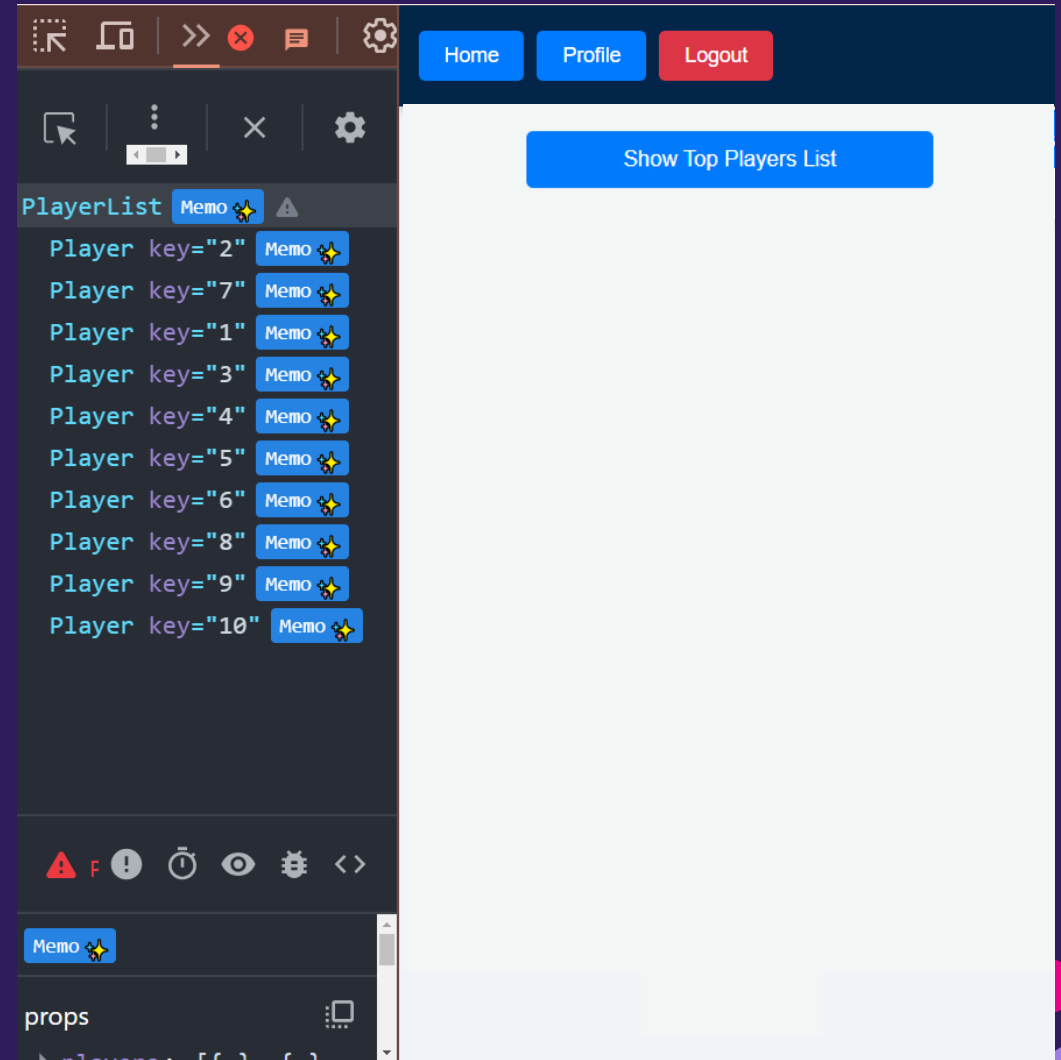 Home Profile Logout
Show Top Players List
PlayerList Memo ✨
Player key="2" Memo ✨
Player key="7" Memo ✨
Player key="1" Memo ✨
Player key="3" Memo ✨
Player key="4" Memo ✨
Player key="5" Memo ✨
Player key="6" Memo ✨
Player key="8" Memo ✨
Player key="9" Memo ✨
Player key="10" Memo ✨
Memo ✨
props